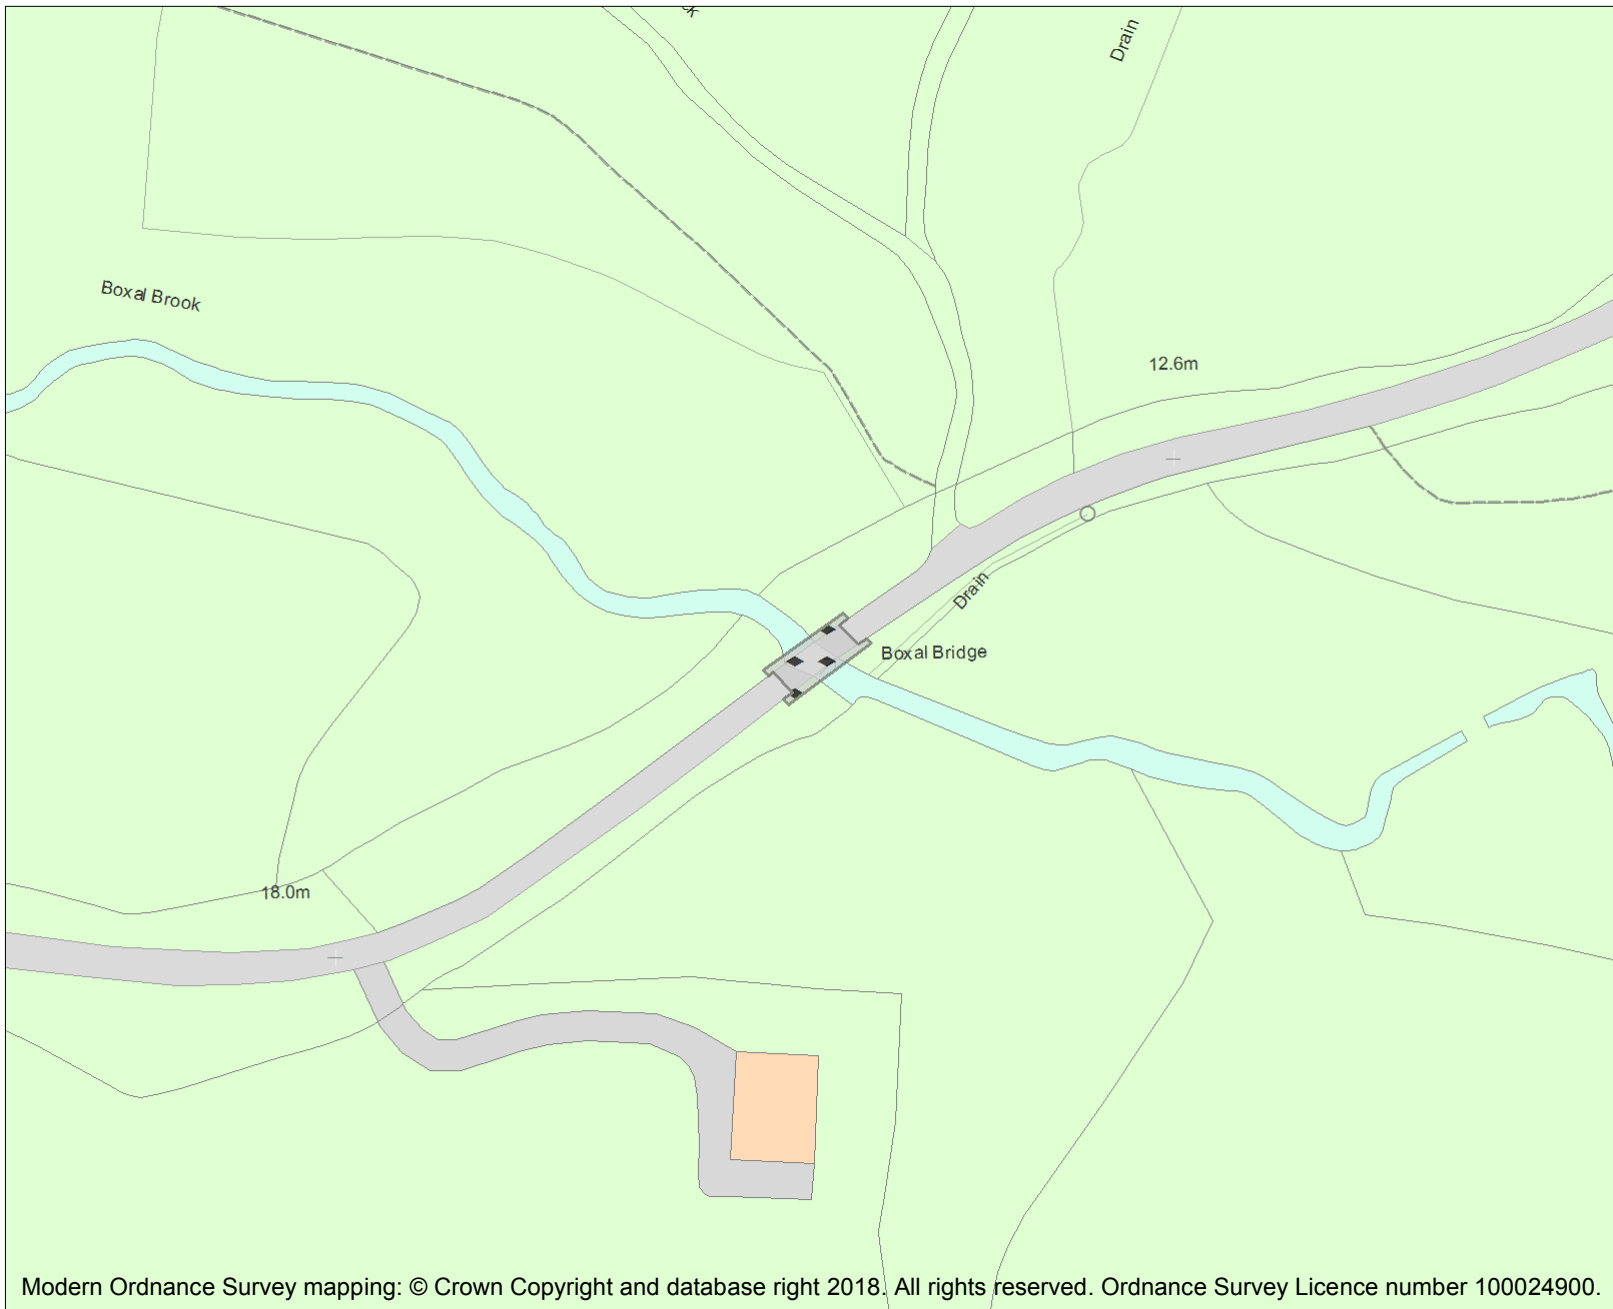 Drain
Boxal Brook
12.6m
Drain
Boxal Bridge
18.0m
Modern Ordnance Survey mapping: © Crown Copyright and database right 2018. All rights reserved. Ordnance Survey Licence number 100024900.